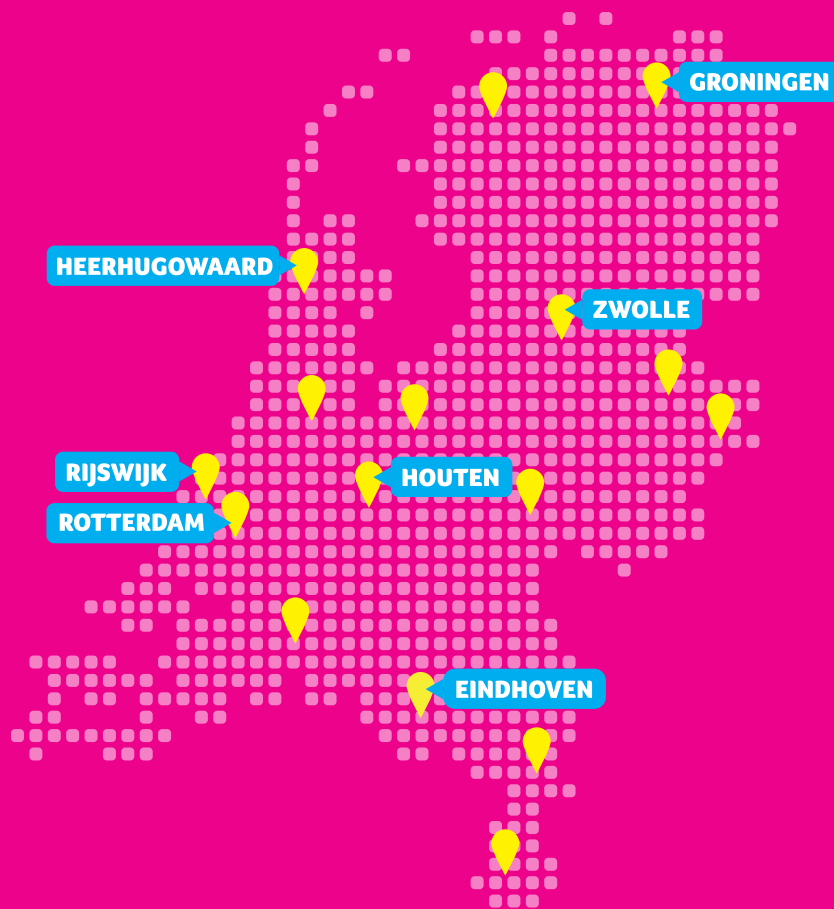 GRONINGEN
HEERHUGOWAARD
ZWOLLE
RIJSWIJK
HOUTEN
ROTTERDAM
EINDHOVEN